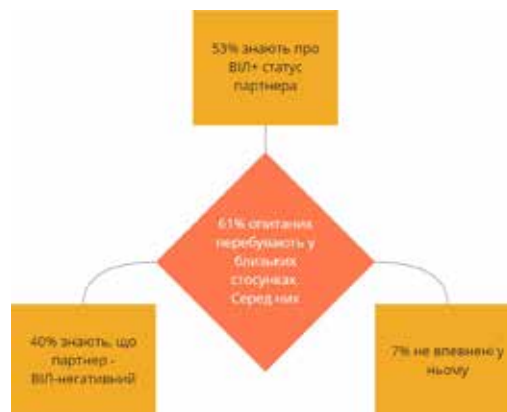 53% знають про
ВІЛ+ статус
партнера
61% опитаних
перебувають у
близьких
стосунках.
Серед них
40% знають, що
партнер -
ВІЛ-негативний
7% не впевнені у
ньому